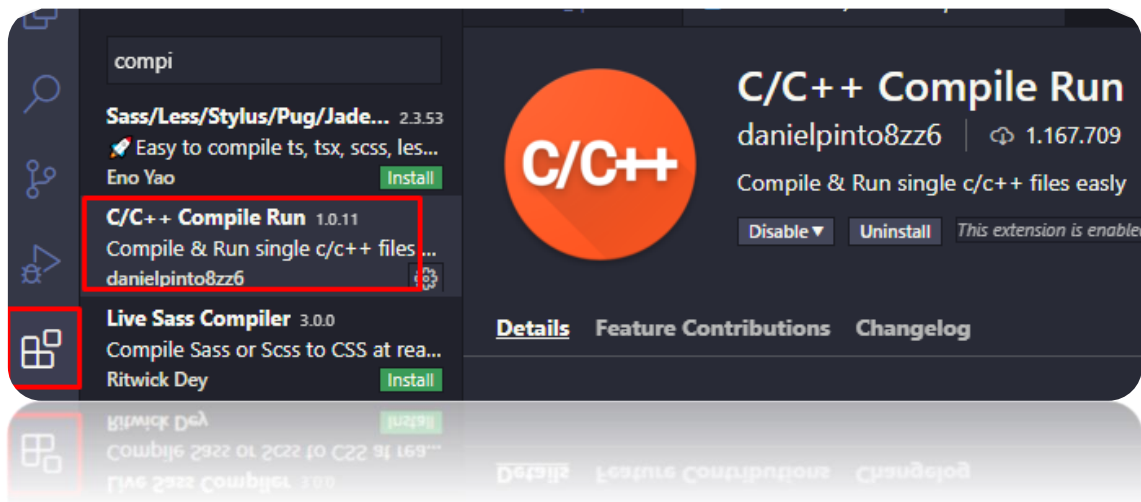 compi
Sass/Less/Stylus/Pug/Jade... 2.3.53
🚀 Easy to compile ts, tsx, scss, les...
Eno Yao Install
C/C++ Compile Run 1.0.11
Compile & Run single c/c++ files ...
danielpinto8zz6
Live Sass Compiler 3.0.0
Compile Sass or Scss to CSS at rea...
Ritwick Dey Install
C/C++
C/C++ Compile Run
danielpinto8zz6 1.167.709
Compile & Run single c/c++ files easly
Disable Uninstall This extension is enabled
Details Feature Contributions Changelog